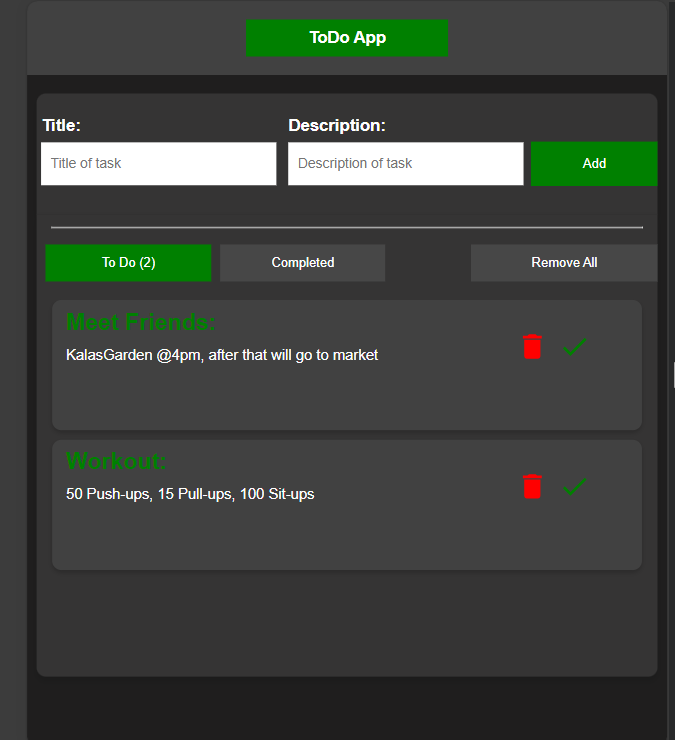 ToDo App
Title:
Description:
Title of task
Description of task
Add
To Do (2)
Completed
Remove All
Meet Friends:
KalasGarden @4pm, after that will go to market
Workout:
50 Push-ups, 15 Pull-ups, 100 Sit-ups